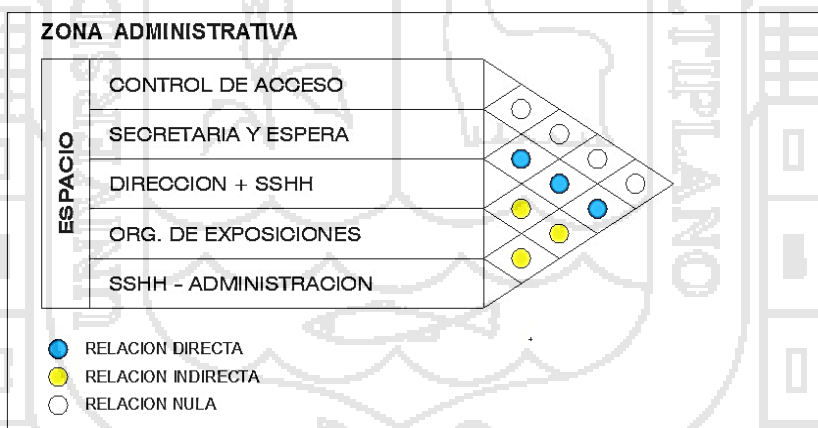 ZONA ADMINISTRATIVA
ESPACIO
CONTROL DE ACCESO
SECRETARIA Y ESPERA
DIRECCION + SSHH
ORG. DE EXPOSICIONES
SSHH - ADMINISTRACION
RELACION DIRECTA
RELACION INDIRECTA
RELACION NULA